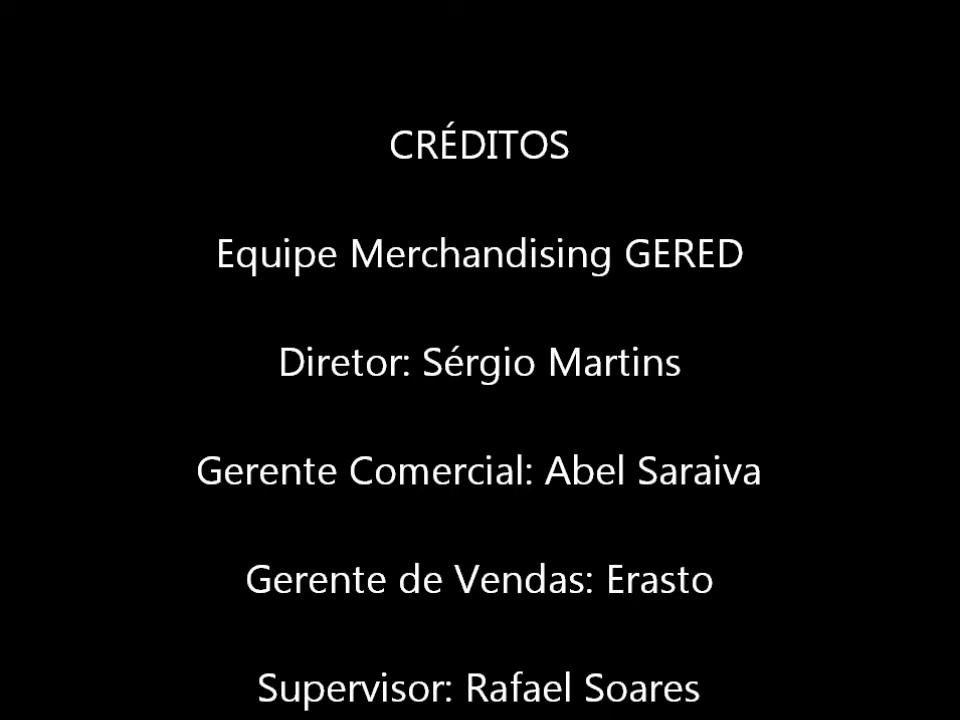 CRÉDITOS
Equipe Merchandising GERED
Diretor: Sérgio Martins
Gerente Comercial: Abel Saraiva
Gerente de Vendas: Erasto
Supervisor: Rafael Soares